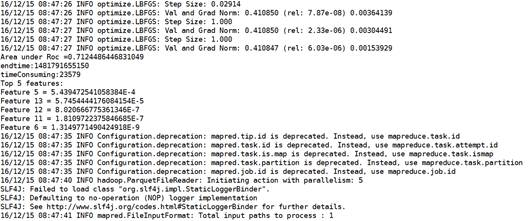 16/12/15 08:47:26 INFO optimize.LBFGS: Step Size: 0.02914
16/12/15 08:47:26 INFO optimize.LBFGS: Val and Grad Norm: 0.410850 (rel: 7.87e-08) 0.00364139
16/12/15 08:47:27 INFO optimize.LBFGS: Step Size: 1.000
16/12/15 08:47:27 INFO optimize.LBFGS: Val and Grad Norm: 0.410850 (rel: 2.33e-06) 0.00304491
16/12/15 08:47:27 INFO optimize.LBFGS: Step Size: 1.000
16/12/15 08:47:27 INFO optimize.LBFGS: Val and Grad Norm: 0.410847 (rel: 6.03e-06) 0.00153929
Area under Roc =0.7124486446831049
endtime:1481791655150
timeConsuming:23579
Top 5 features:
Feature 5 = 5.439472541058384E-4
Feature 13 = 5.745444176084154E-5
Feature 12 = 8.020666775361346E-7
Feature 11 = 1.8109722375846685E-7
Feature 6 = 1.3149771490424918E-9
16/12/15 08:47:35 INFO Configuration.deprecation: mapred.tip.id is deprecated. Instead, use mapreduce.task.id
16/12/15 08:47:35 INFO Configuration.deprecation: mapred.task.id is deprecated. Instead, use mapreduce.task.attempt.id
16/12/15 08:47:35 INFO Configuration.deprecation: mapred.task.is.map is deprecated. Instead, use mapreduce.task.ismap
16/12/15 08:47:35 INFO Configuration.deprecation: mapred.task.partition is deprecated. Instead, use mapreduce.task.partition
16/12/15 08:47:35 INFO Configuration.deprecation: mapred.job.id is deprecated. Instead, use mapreduce.job.id
16/12/15 08:47:40 INFO hadoop.ParquetFileReader: Initiating action with parallelism: 5
SLF4J: Failed to load class "org.slf4j.impl.StaticLoggerBinder".
SLF4J: Defaulting to no-operation (NOP) logger implementation
SLF4J: See http://www.slf4j.org/codes.html#StaticLoggerBinder for further details.
16/12/15 08:47:41 INFO mapred.FileInputFormat: Total input paths to process : 1